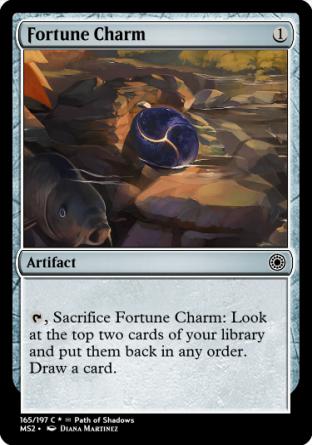 Fortune Charm 1
Artifact
, Sacrifice Fortune Charm: Look
at the top two cards of your library
and put them back in any order.
Draw a card.
165/197 C * = Path of Shadows
MS2 • Diana Martinez